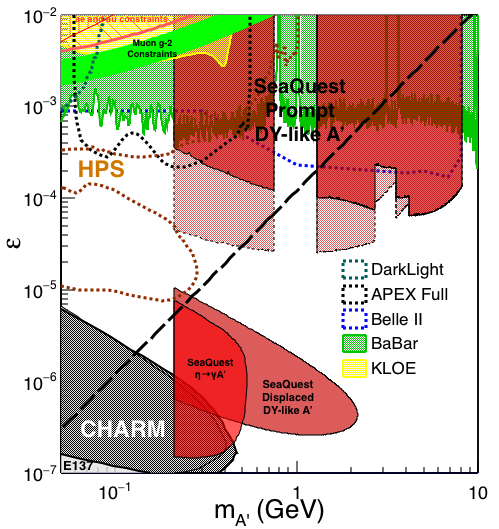 10⁻²
ae and au constraints
Muon g-2
Constraints
SeaQuest
Prompt
DY-like A'
10⁻³
HPS
10⁻⁴
ε
DarkLight
APEX Full
Belle II
BaBar
KLOE
10⁻⁵
SeaQuest
η→γA'
SeaQuest
Displaced
DY-like A'
10⁻⁶
CHARM
E137
10⁻⁷
10⁻¹
1
10
m_A' (GeV)